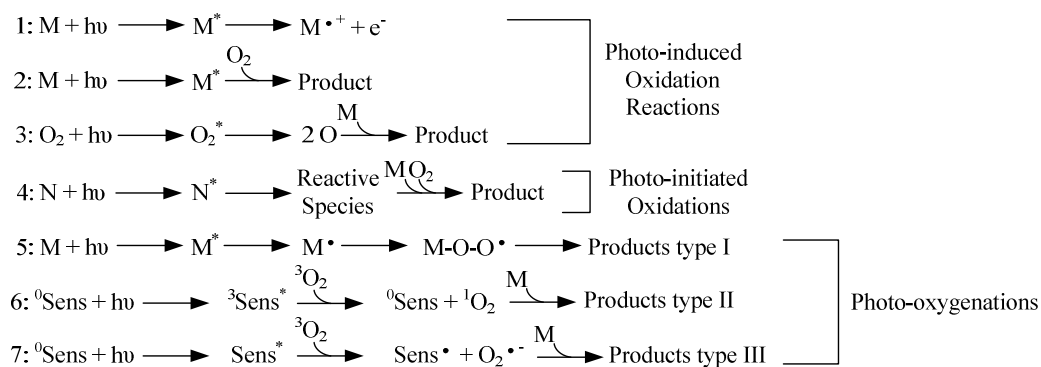 1: M + hυ → M* → M•+ + e-
2: M + hυ → M* O2 → Product
3: O2 + hυ → O2* → 2 O M → Product
Photo-induced
Oxidation
Reactions
4: N + hυ → N* → Reactive Species M O2 → Product
Photo-initiated
Oxidations
5: M + hυ → M* → M• → M-O-O• → Products type I
6: 0Sens + hυ → 3Sens* 3O2 → 0Sens + 1O2 M → Products type II
7: 0Sens + hυ → Sens* 3O2 → Sens• + O2•- M → Products type III
Photo-oxygenations